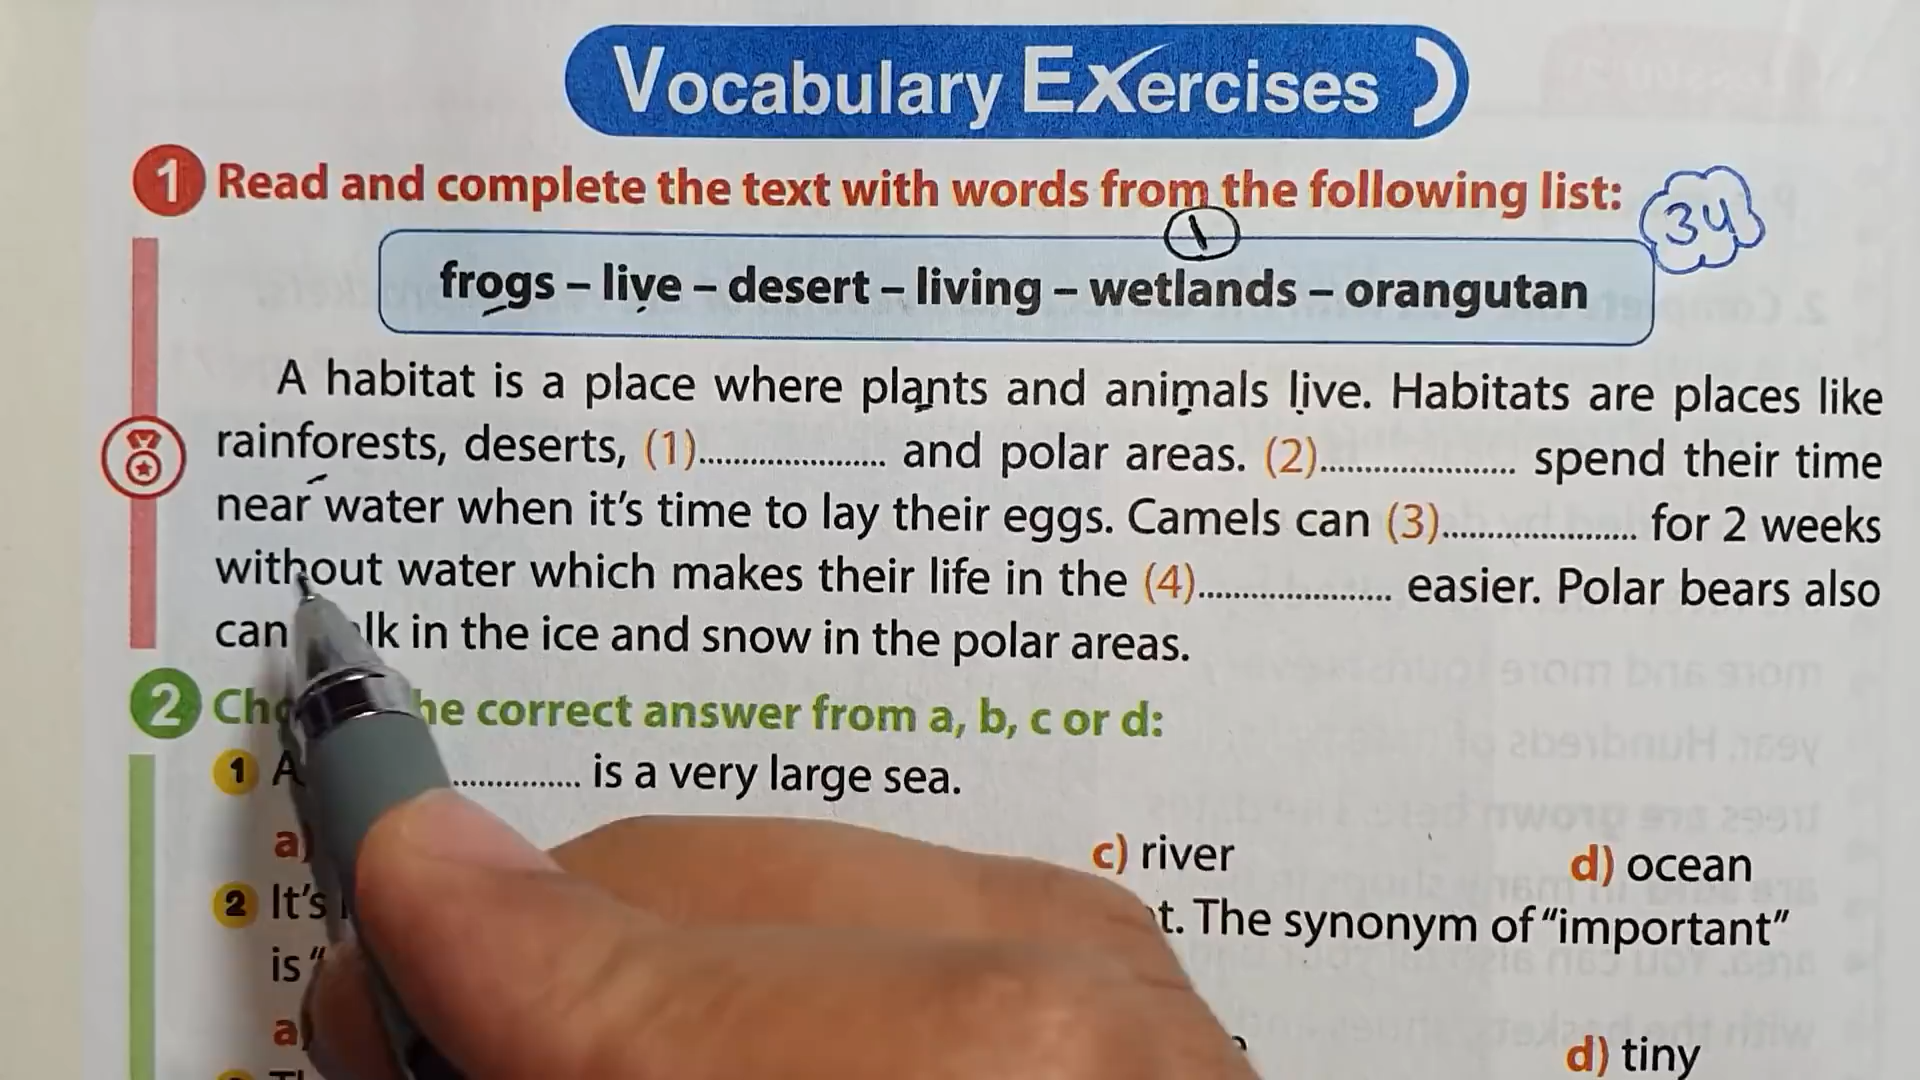 Vocabulary Exercises
1 Read and complete the text with words from the following list:
1
34
frogs – live – desert – living – wetlands – orangutan
A habitat is a place where plants and animals live. Habitats are places like
rainforests, deserts, (1)..................... and polar areas. (2)...................... spend their time
near water when it's time to lay their eggs. Camels can (3)...................... for 2 weeks
without water which makes their life in the (4)...................... easier. Polar bears also
can in the ice and snow in the polar areas.
2 the correct answer from a, b, c or d:
1 A .............. is a very large sea.
a) c) river d) ocean
2 It's The synonym of "important"
is "
a) d) tiny